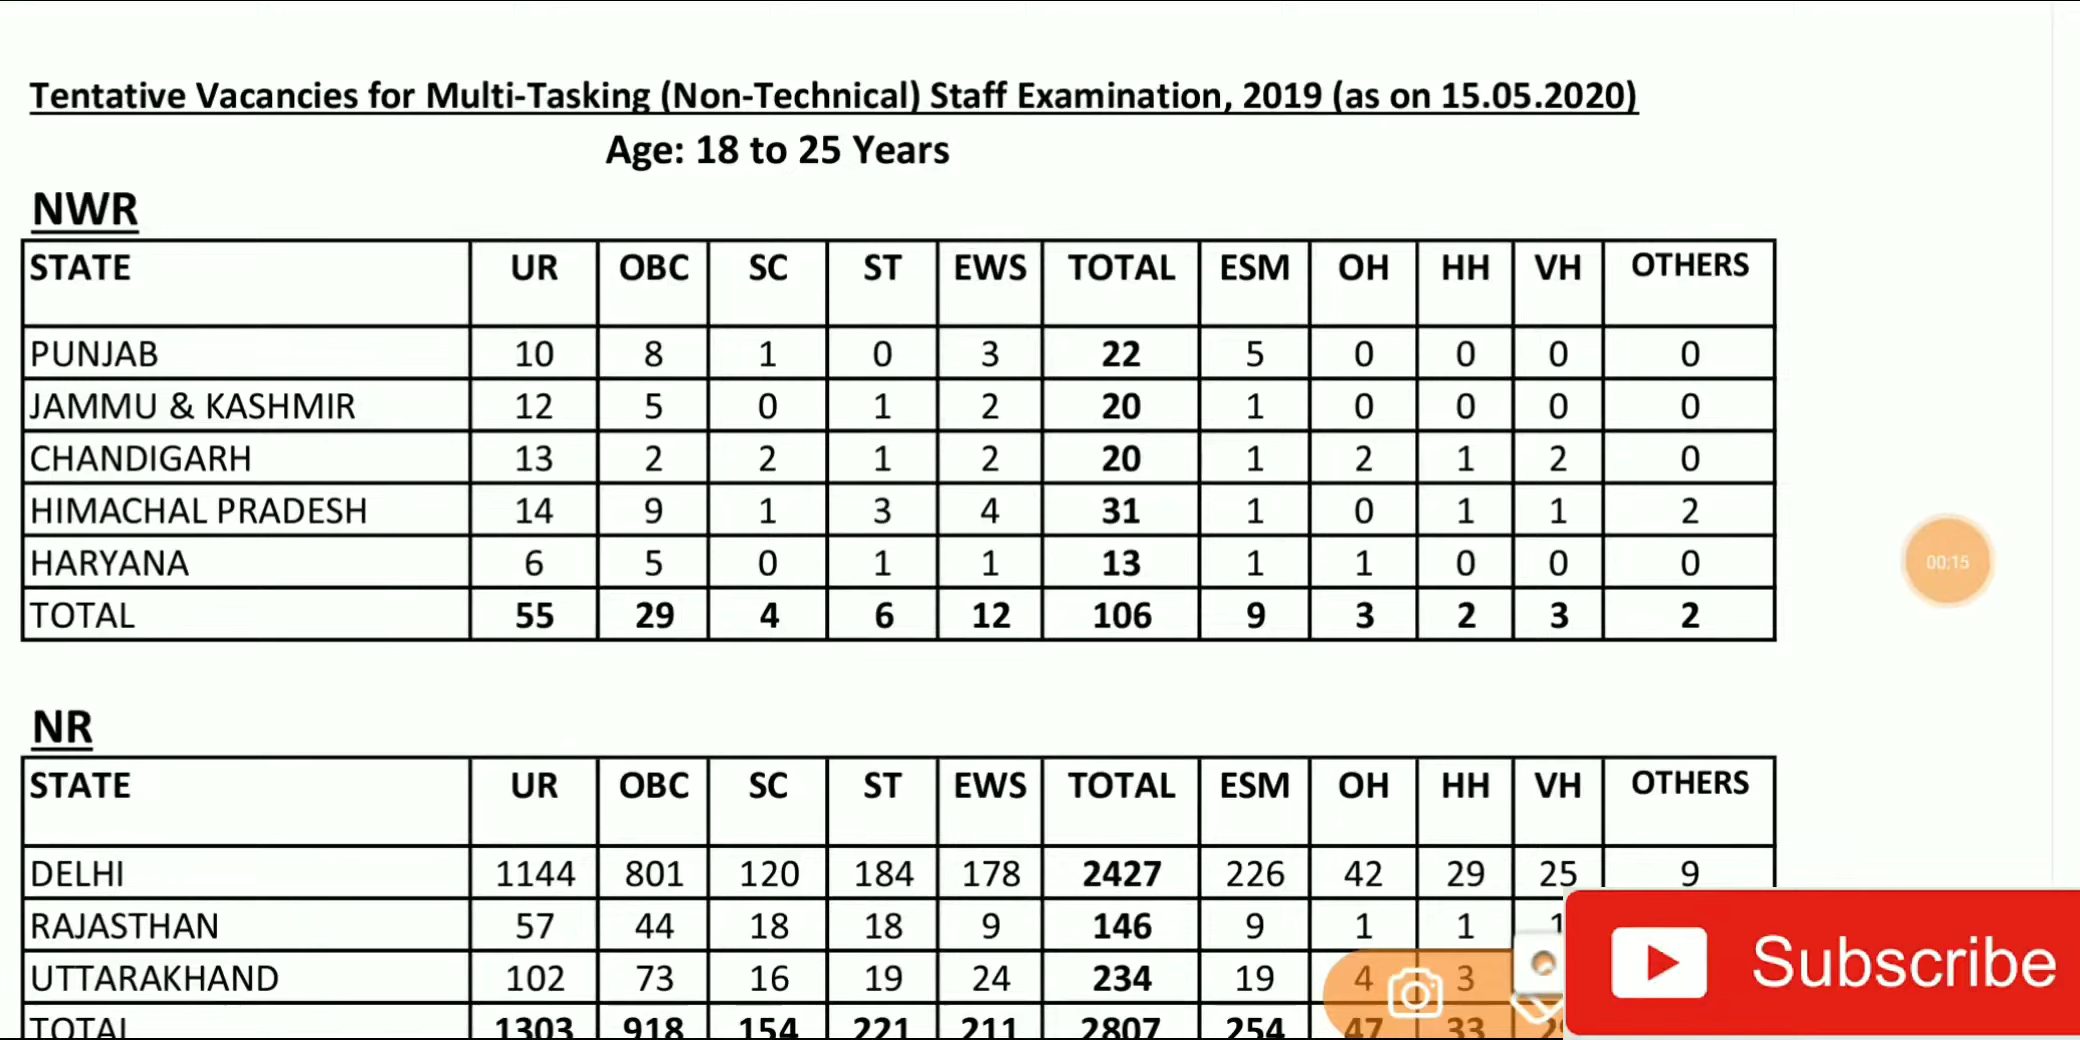 Tentative Vacancies for Multi-Tasking (Non-Technical) Staff Examination, 2019 (as on 15.05.2020)
Age: 18 to 25 Years
NWR
STATE UR OBC SC ST EWS TOTAL ESM OH HH VH OTHERS
PUNJAB 10 8 1 0 3 22 5 0 0 0 0
JAMMU & KASHMIR 12 5 0 1 2 20 1 0 0 0 0
CHANDIGARH 13 2 2 1 2 20 1 2 1 2 0
HIMACHAL PRADESH 14 9 1 3 4 31 1 0 1 1 2
HARYANA 6 5 0 1 1 13 1 1 0 0 0
TOTAL 55 29 4 6 12 106 9 3 2 3 2
00:15
NR
STATE UR OBC SC ST EWS TOTAL ESM OH HH VH OTHERS
DELHI 1144 801 120 184 178 2427 226 42 29 25 9
RAJASTHAN 57 44 18 18 9 146 9 1 1
UTTARAKHAND 102 73 16 19 24 234 19 4 3
TOTAL 1303 918 154 221 211 2807 254 47 33
Subscribe